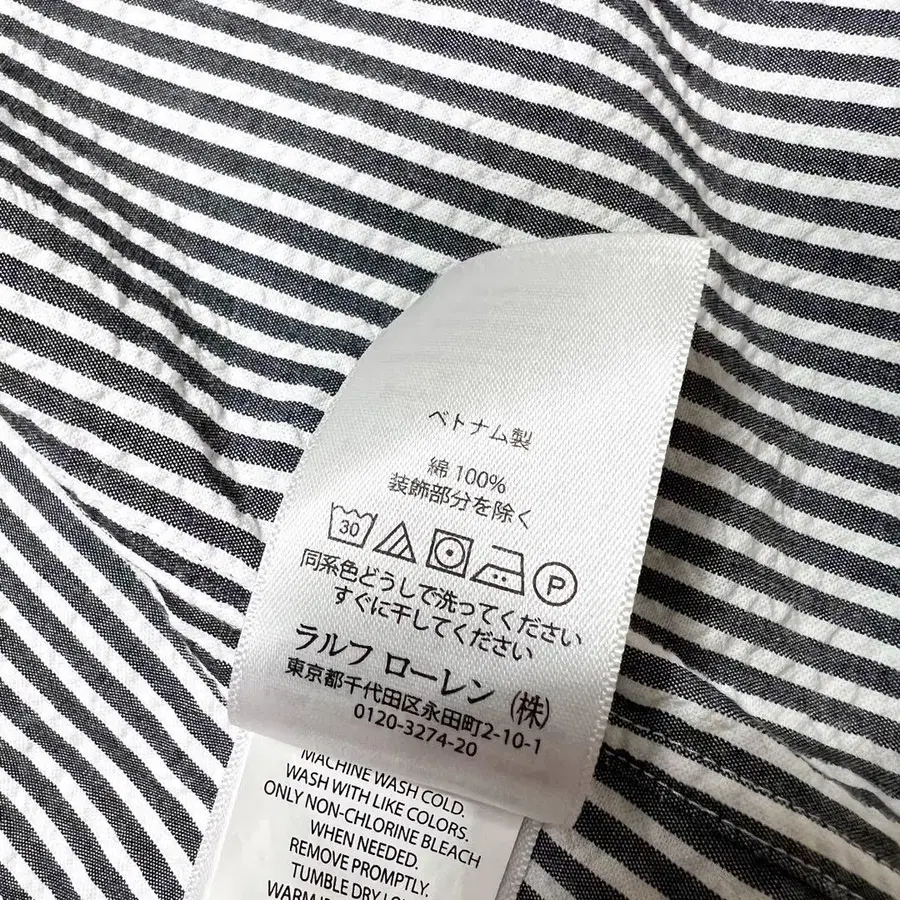 ベトナム製
綿 100%
装飾部分を除く
30 P
同系色どうしで洗ってください
すぐに干してください
ラルフ ローレン (株)
東京都千代田区永田町2-10-1
0120-3274-20
MACHINE WASH COLD.
WASH WITH LIKE COLORS.
ONLY NON-CHLORINE BLEACH
WHEN NEEDED.
REMOVE PROMPTLY.
TUMBLE DRY
WARM